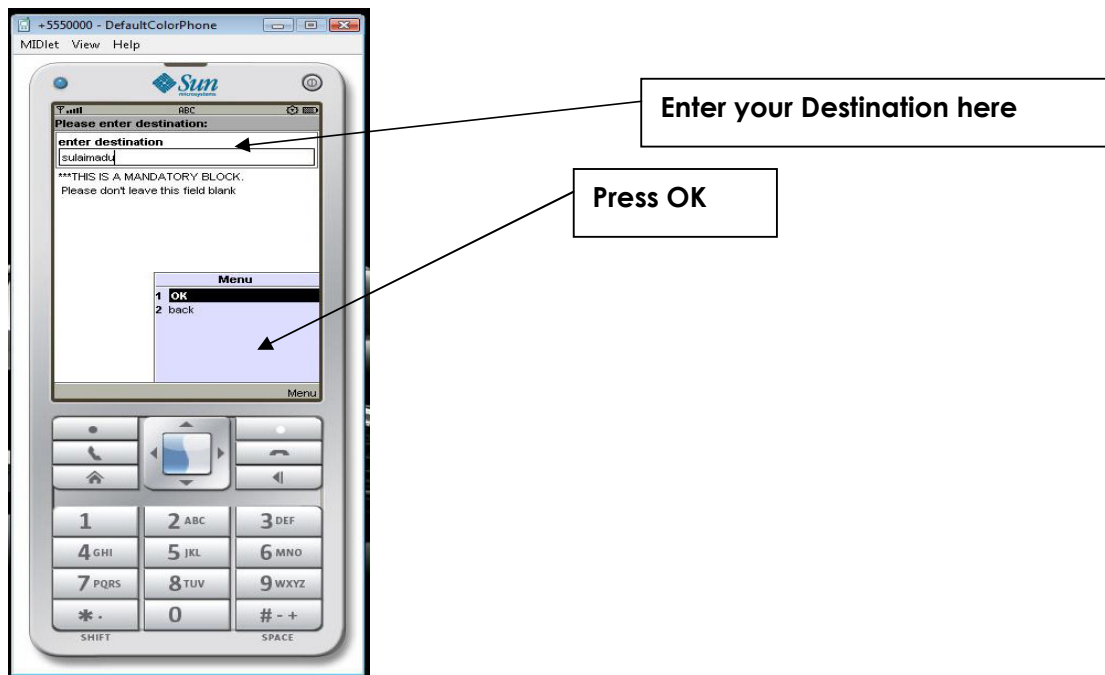 +5550000 - DefaultColorPhone
MIDlet View Help
Sun
microsystems
ABC
Please enter destination:
enter destination
sulaimadu
***THIS IS A MANDATORY BLOCK.
Please don't leave this field blank
Menu
1 OK
2 back
Menu
1
2 ABC
3 DEF
4 GHI
5 JKL
6 MNO
7 PQRS
8 TUV
9 WXYZ
* .
0
# - +
SHIFT
SPACE
Enter your Destination here
Press OK